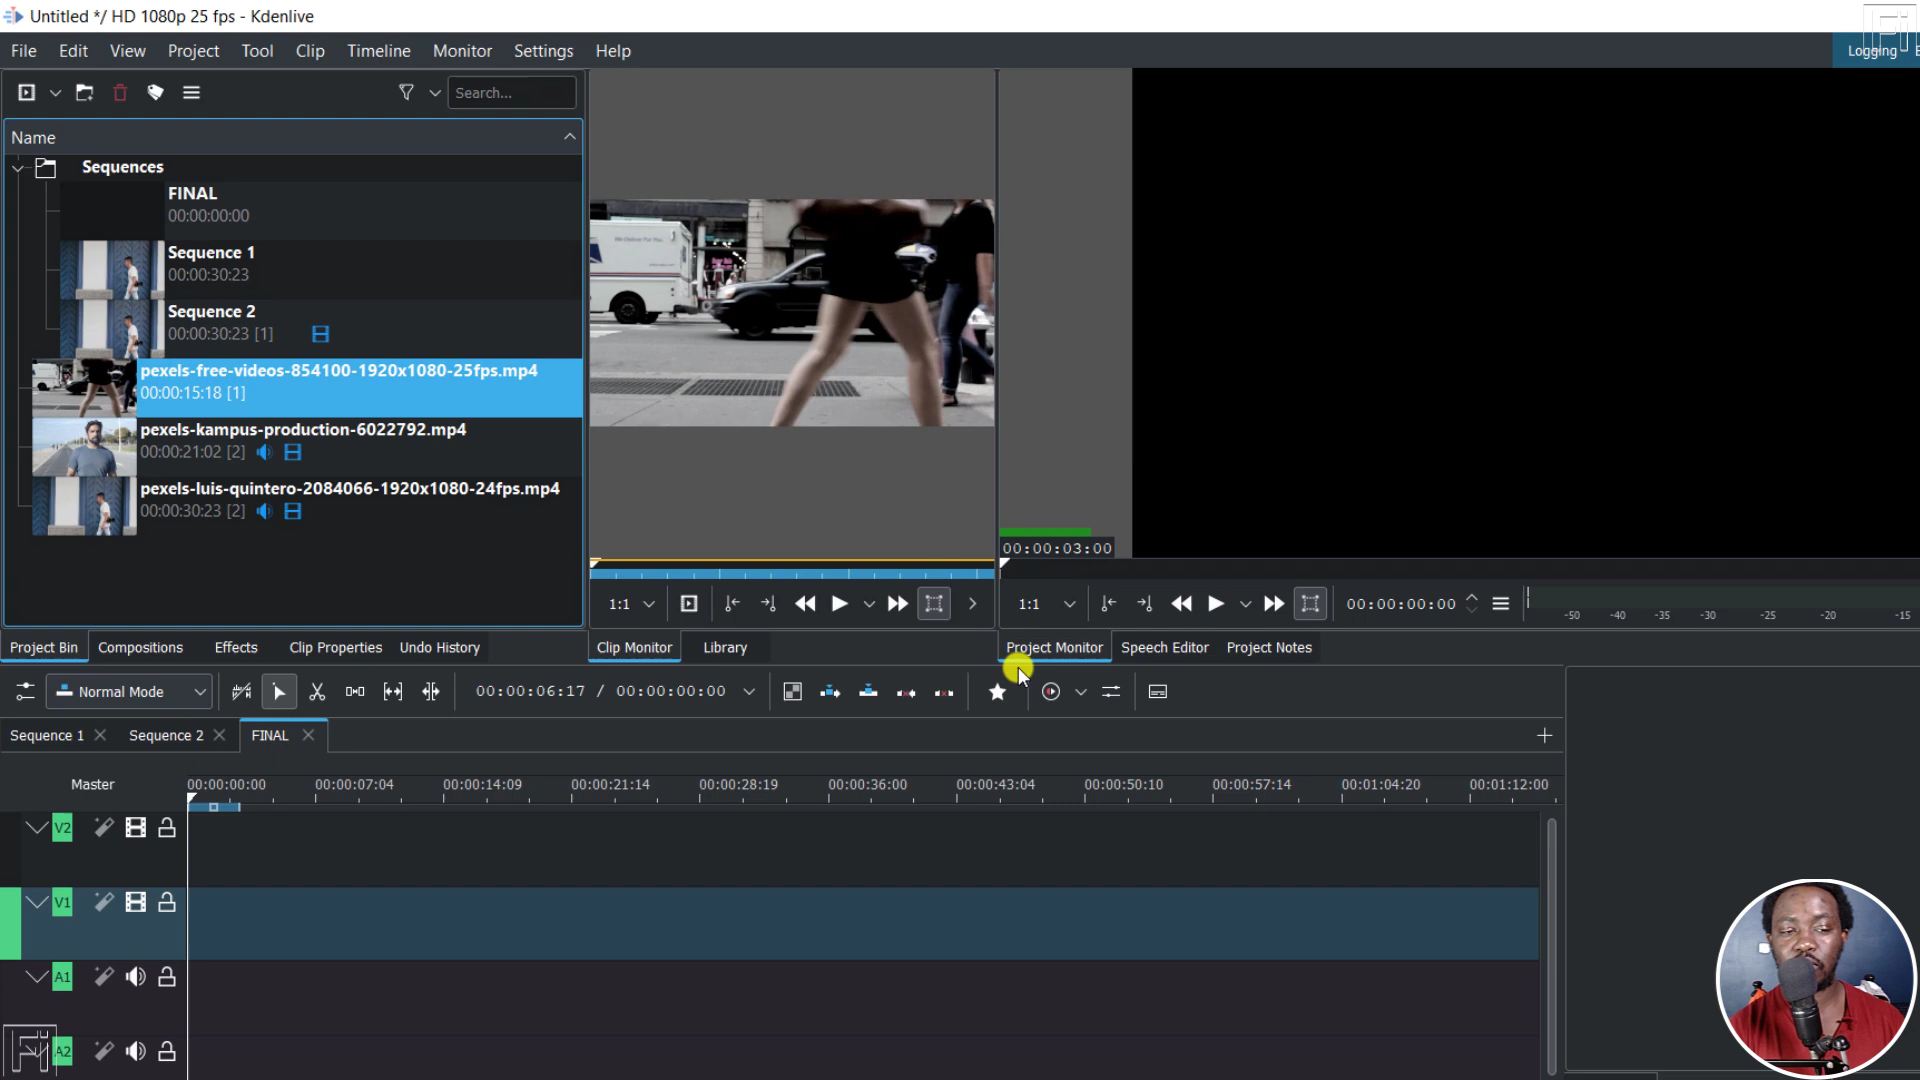 Untitled */ HD 1080p 25 fps - Kdenlive
File Edit View Project Tool Clip Timeline Monitor Settings Help
Logging
Search...
Name
Sequences
FINAL
00:00:00:00
Sequence 1
00:00:30:23
Sequence 2
00:00:30:23 [1]
pexels-free-videos-854100-1920x1080-25fps.mp4
00:00:15:18 [1]
pexels-kampus-production-6022792.mp4
00:00:21:02 [2]
pexels-luis-quintero-2084066-1920x1080-24fps.mp4
00:00:30:23 [2]
We Deliver For You.
00:00:03:00
1:1
1:1
00:00:00:00
-50 -40 -35 -30 -25 -20 -15
Project Bin Compositions Effects Clip Properties Undo History
Clip Monitor Library
Project Monitor Speech Editor Project Notes
Normal Mode
00:00:06:17 / 00:00:00:00
Sequence 1 Sequence 2 FINAL
Master
00:00:00:00 00:00:07:04 00:00:14:09 00:00:21:14 00:00:28:19 00:00:36:00 00:00:43:04 00:00:50:10 00:00:57:14 00:01:04:20 00:01:12:00
V2
V1
A1
A2